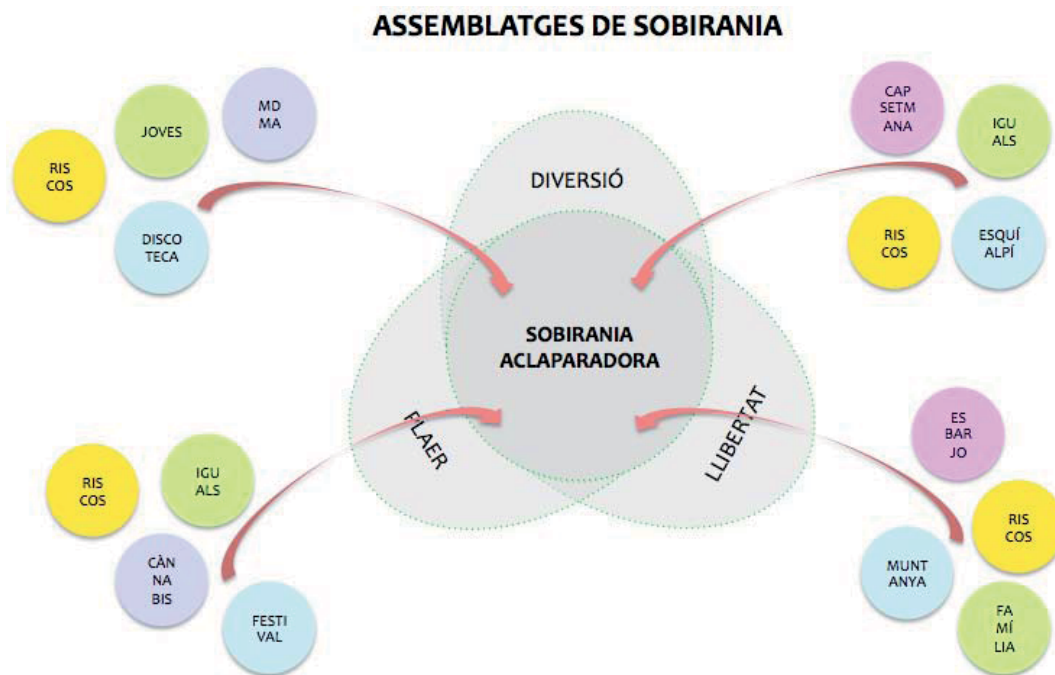 ASSEMBLATGES DE SOBIRANIA
RIS
COS
JOVES
MD
MA
DISCO
TECA
CAP
SETM
ANA
IGU
ALS
RIS
COS
ESQUÍ
ALPÍ
DIVERSIÓ
SOBIRANIA
ACLAPARADORA
PLAER
LLIBERTAT
RIS
COS
IGU
ALS
CÀN
NA
BIS
FESTI
VAL
ES
BAR
JO
RIS
COS
MUNT
ANYA
FA
MÍ
LIA